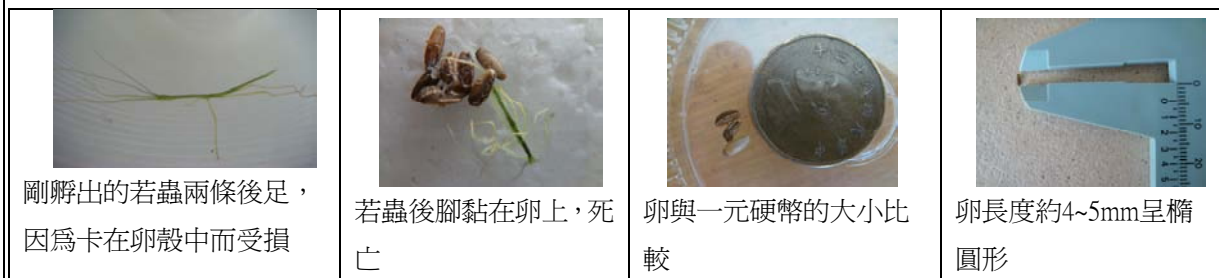 剛孵出的若蟲兩條後足，
因為卡在卵殼中而受損
若蟲後腳黏在卵上，死
亡
卵與一元硬幣的大小比
較
卵長度約4~5mm呈橢
圓形